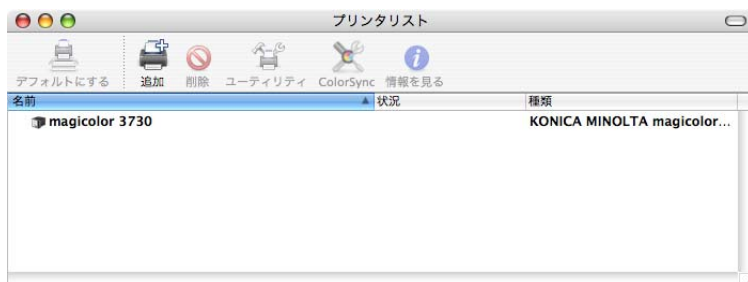 プリンタリスト
デフォルトにする 追加 削除 ユーティリティ ColorSync 情報を見る
名前 状況 種類
magicolor 3730 KONICA MINOLTA magicolor...